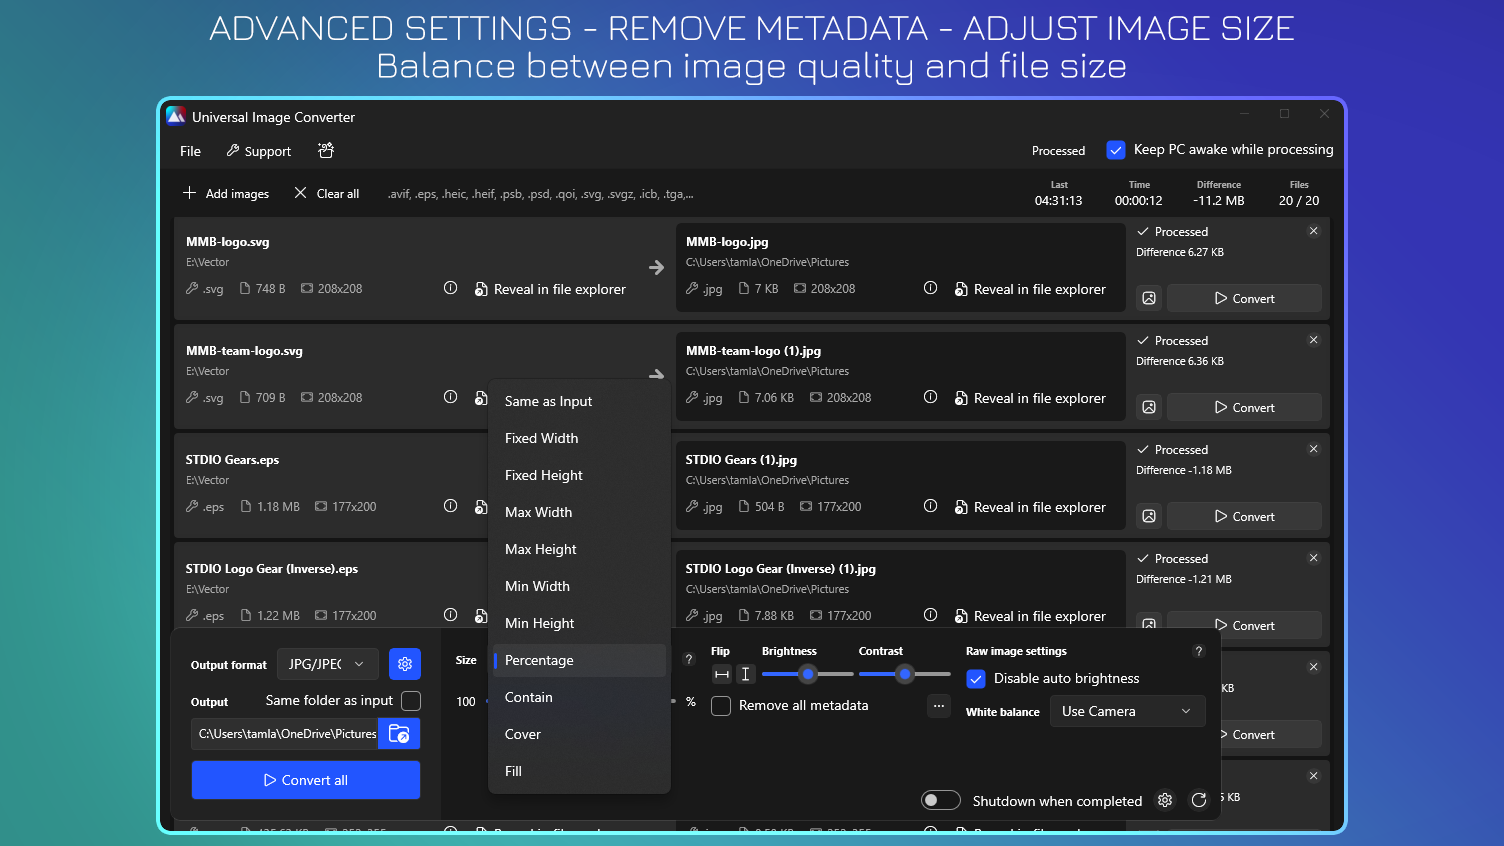 ADVANCED SETTINGS - REMOVE METADATA - ADJUST IMAGE SIZE
Balance between image quality and file size
Universal Image Converter
File Support Processed Keep PC awake while processing
Add images Clear all .avif, .eps, .heic, .heif, .psb, .psd, .qoi, .svg, .svgz, .icb, .tga,...
Last Time Difference Files
04:31:13 00:00:12 -11.2 MB 20 / 20
MMB-logo.svg MMB-logo.jpg Processed
E:\Vector C:\Users\tamla\OneDrive\Pictures Difference 6.27 KB
.svg 748 B 208x208 Reveal in file explorer .jpg 7 KB 208x208 Reveal in file explorer Convert
MMB-team-logo.svg MMB-team-logo (1).jpg Processed
E:\Vector C:\Users\tamla\OneDrive\Pictures Difference 6.36 KB
.svg 709 B 208x208 .jpg 7.06 KB 208x208 Reveal in file explorer Convert
STDIO Gears.eps STDIO Gears (1).jpg Processed
E:\Vector C:\Users\tamla\OneDrive\Pictures Difference -1.18 MB
.eps 1.18 MB 177x200 .jpg 504 B 177x200 Reveal in file explorer Convert
STDIO Logo Gear (Inverse).eps STDIO Logo Gear (Inverse) (1).jpg Processed
E:\Vector C:\Users\tamla\OneDrive\Pictures Difference -1.21 MB
.eps 1.22 MB 177x200 .jpg 7.88 KB 177x200 Reveal in file explorer Convert
Same as Input
Fixed Width
Fixed Height
Max Width
Max Height
Min Width
Min Height
Percentage
Contain
Cover
Fill
Output format JPG/JPEG
Output Same folder as input
C:\Users\tamla\OneDrive\Pictures
Convert all
Size
100 %
?
Flip Brightness Contrast
Remove all metadata ...
Raw image settings ?
Disable auto brightness
White balance Use Camera
Shutdown when completed
KB
Convert
KB